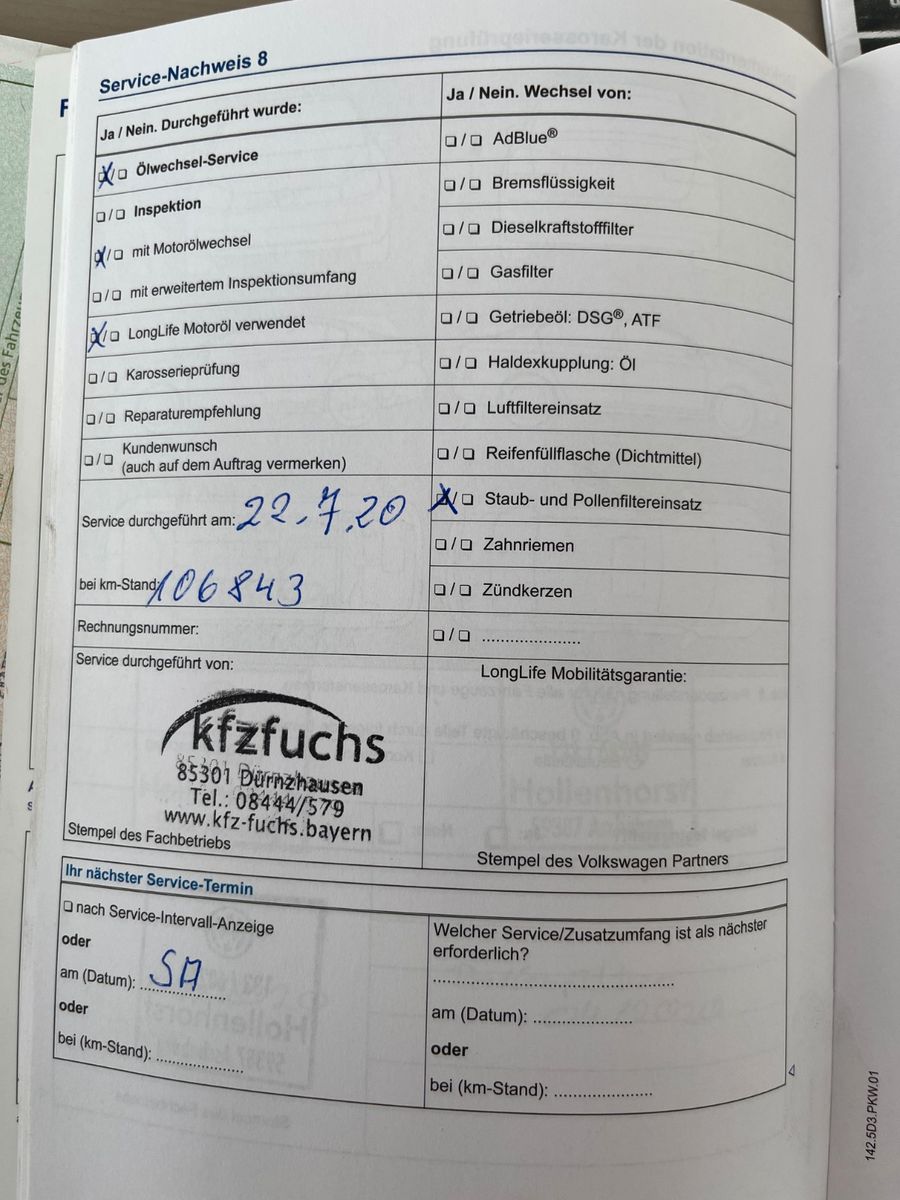 Service-Nachweis 8
Ja / Nein. Durchgeführt wurde:
☒/☐ Ölwechsel-Service
☐/☐ Inspektion
☒/☐ mit Motorölwechsel
☐/☐ mit erweitertem Inspektionsumfang
☒/☐ LongLife Motoröl verwendet
☐/☐ Karosserieprüfung
☐/☐ Reparaturempfehlung
☐/☐ Kundenwunsch
(auch auf dem Auftrag vermerken)
Service durchgeführt am: 22.7.20
bei km-Stand: 106843
Rechnungsnummer:
Service durchgeführt von:
kfzfuchs
85301 Dürnzhausen
Tel.: 08444/579
www.kfz-fuchs.bayern
Stempel des Fachbetriebs
Ja / Nein. Wechsel von:
☐/☐ AdBlue®
☐/☐ Bremsflüssigkeit
☐/☐ Dieselkraftstofffilter
☐/☐ Gasfilter
☐/☐ Getriebeöl: DSG®, ATF
☐/☐ Haldexkupplung: Öl
☐/☐ Luftfiltereinsatz
☐/☐ Reifenfüllflasche (Dichtmittel)
☒/☐ Staub- und Pollenfiltereinsatz
☐/☐ Zahnriemen
☐/☐ Zündkerzen
☐/☐ .....................
LongLife Mobilitätsgarantie:
Stempel des Volkswagen Partners
Ihr nächster Service-Termin
☐ nach Service-Intervall-Anzeige
oder
am (Datum): SA
oder
bei (km-Stand): ..................
Welcher Service/Zusatzumfang ist als nächster
erforderlich?
..................................................
am (Datum): ....................
oder
bei (km-Stand): ....................
142.5D3.PKW.01